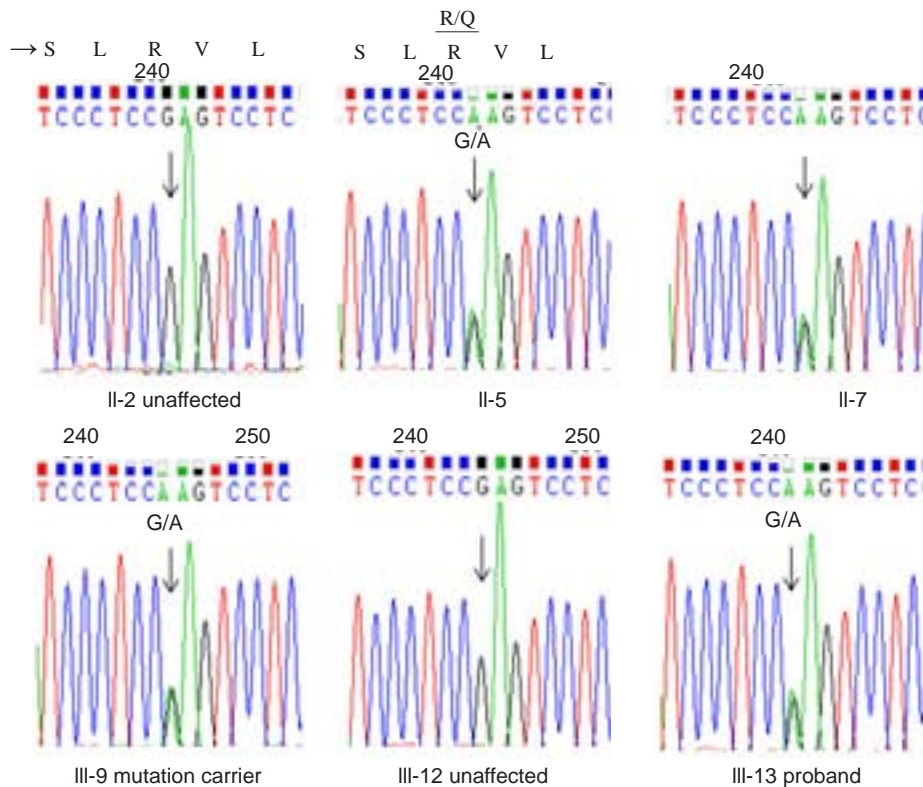 R/Q
→ S L R V L
S L R V L
240
240
240
TCCCTCCGAGTCCTC
TCCCTCCAAGTCCTC
TCCCTCCAAGTCCTC
G/A
II-2 unaffected
II-5
II-7
240 250
240 250
240
TCCCTCCAAGTCCTC
TCCCTCCGAGTCCTC
TCCCTCCAAGTCCTC
G/A
G/A
III-9 mutation carrier
III-12 unaffected
III-13 proband